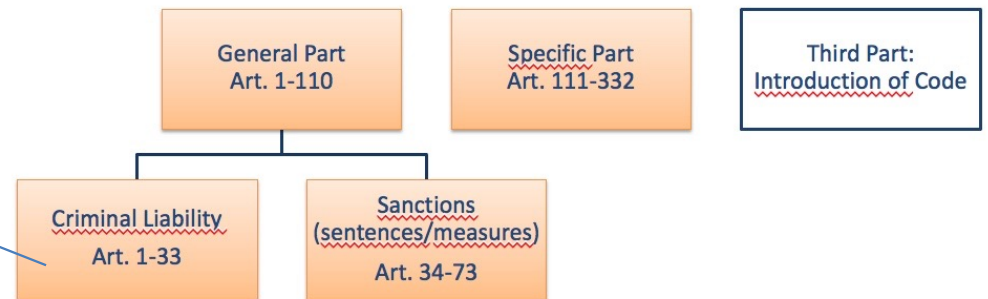 General Part
Art. 1-110
Specific Part
Art. 111-332
Third Part:
Introduction of Code
Criminal Liability
Art. 1-33
Sanctions
(sentences/measures)
Art. 34-73